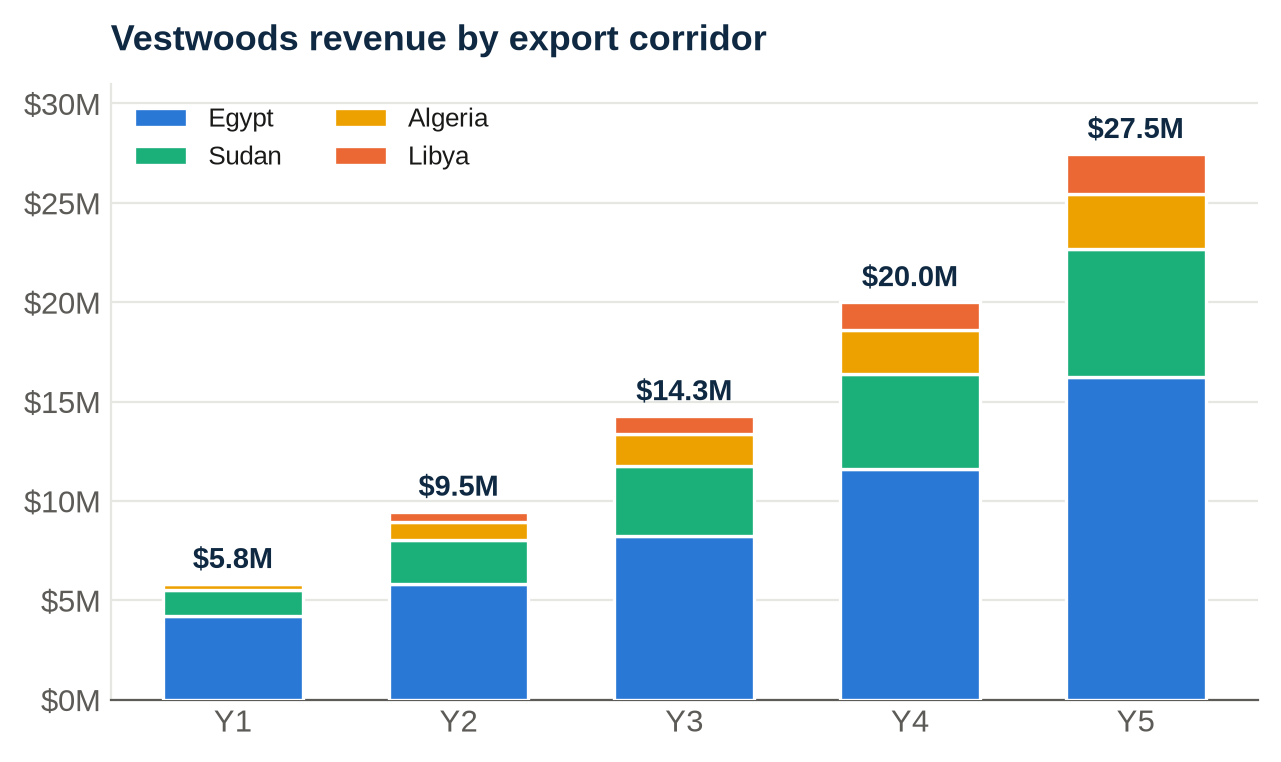 Vestwoods revenue by export corridor
$30M
$25M
$20M
$15M
$10M
$5M
$0M
Egypt
Sudan
Algeria
Libya
$5.8M
$9.5M
$14.3M
$20.0M
$27.5M
Y1
Y2
Y3
Y4
Y5